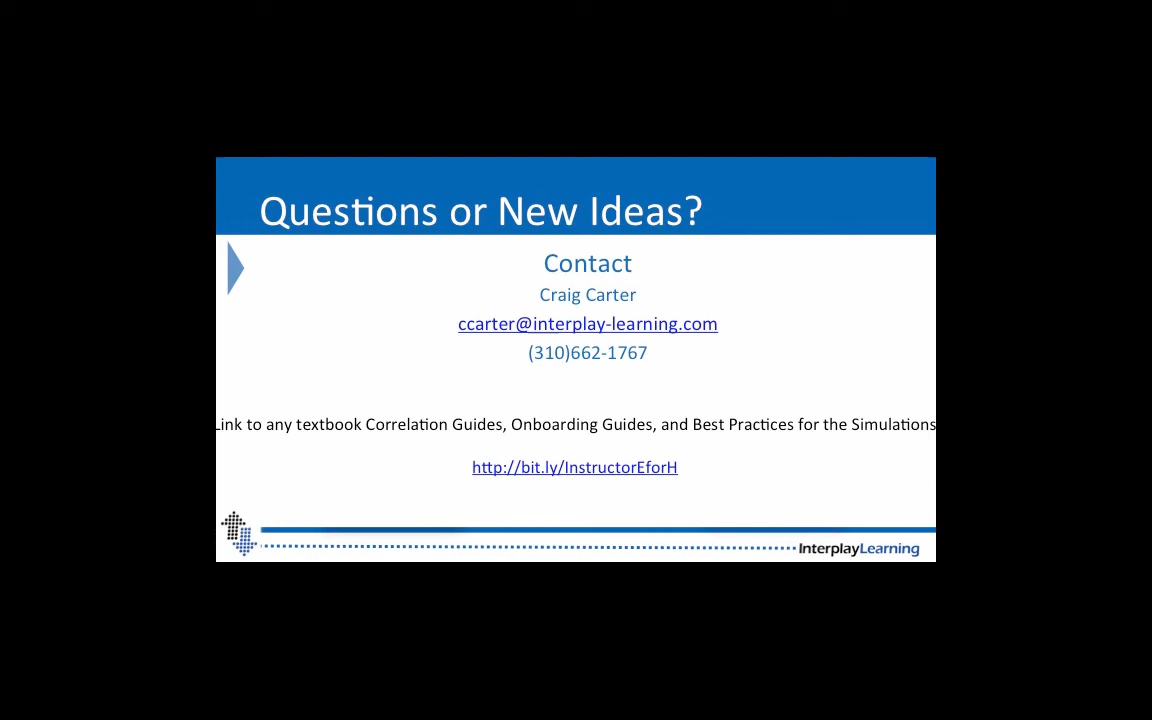 Questions or New Ideas?
Contact
Craig Carter
ccarter@interplay-learning.com
(310)662-1767
Link to any textbook Correlation Guides, Onboarding Guides, and Best Practices for the Simulations
http://bit.ly/InstructorEforH
InterplayLearning